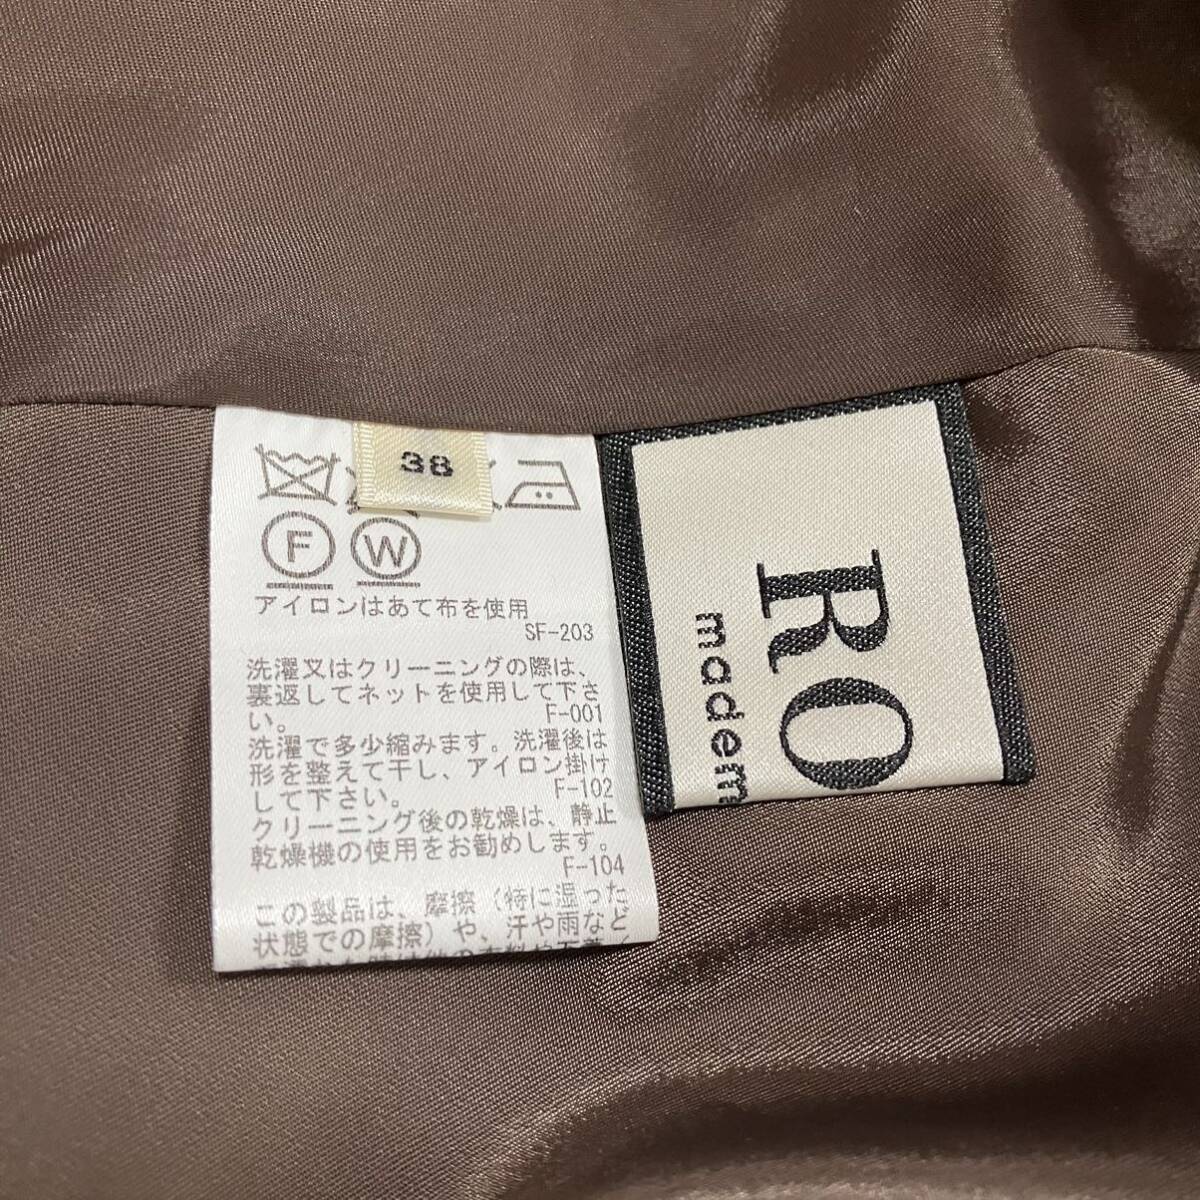 38
F W
アイロンはあて布を使用
SF-203
洗濯又はクリーニングの際は、
裏返してネットを使用して下さ
い。 F-001
洗濯で多少縮みます。洗濯後は
形を整えて干し、アイロン掛け
して下さい。 F-102
クリーニング後の乾燥は、静止
乾燥機の使用をお勧めします。
F-104
この製品は、摩擦(特に湿った
状態での摩擦)や、汗や雨など
RO
madem